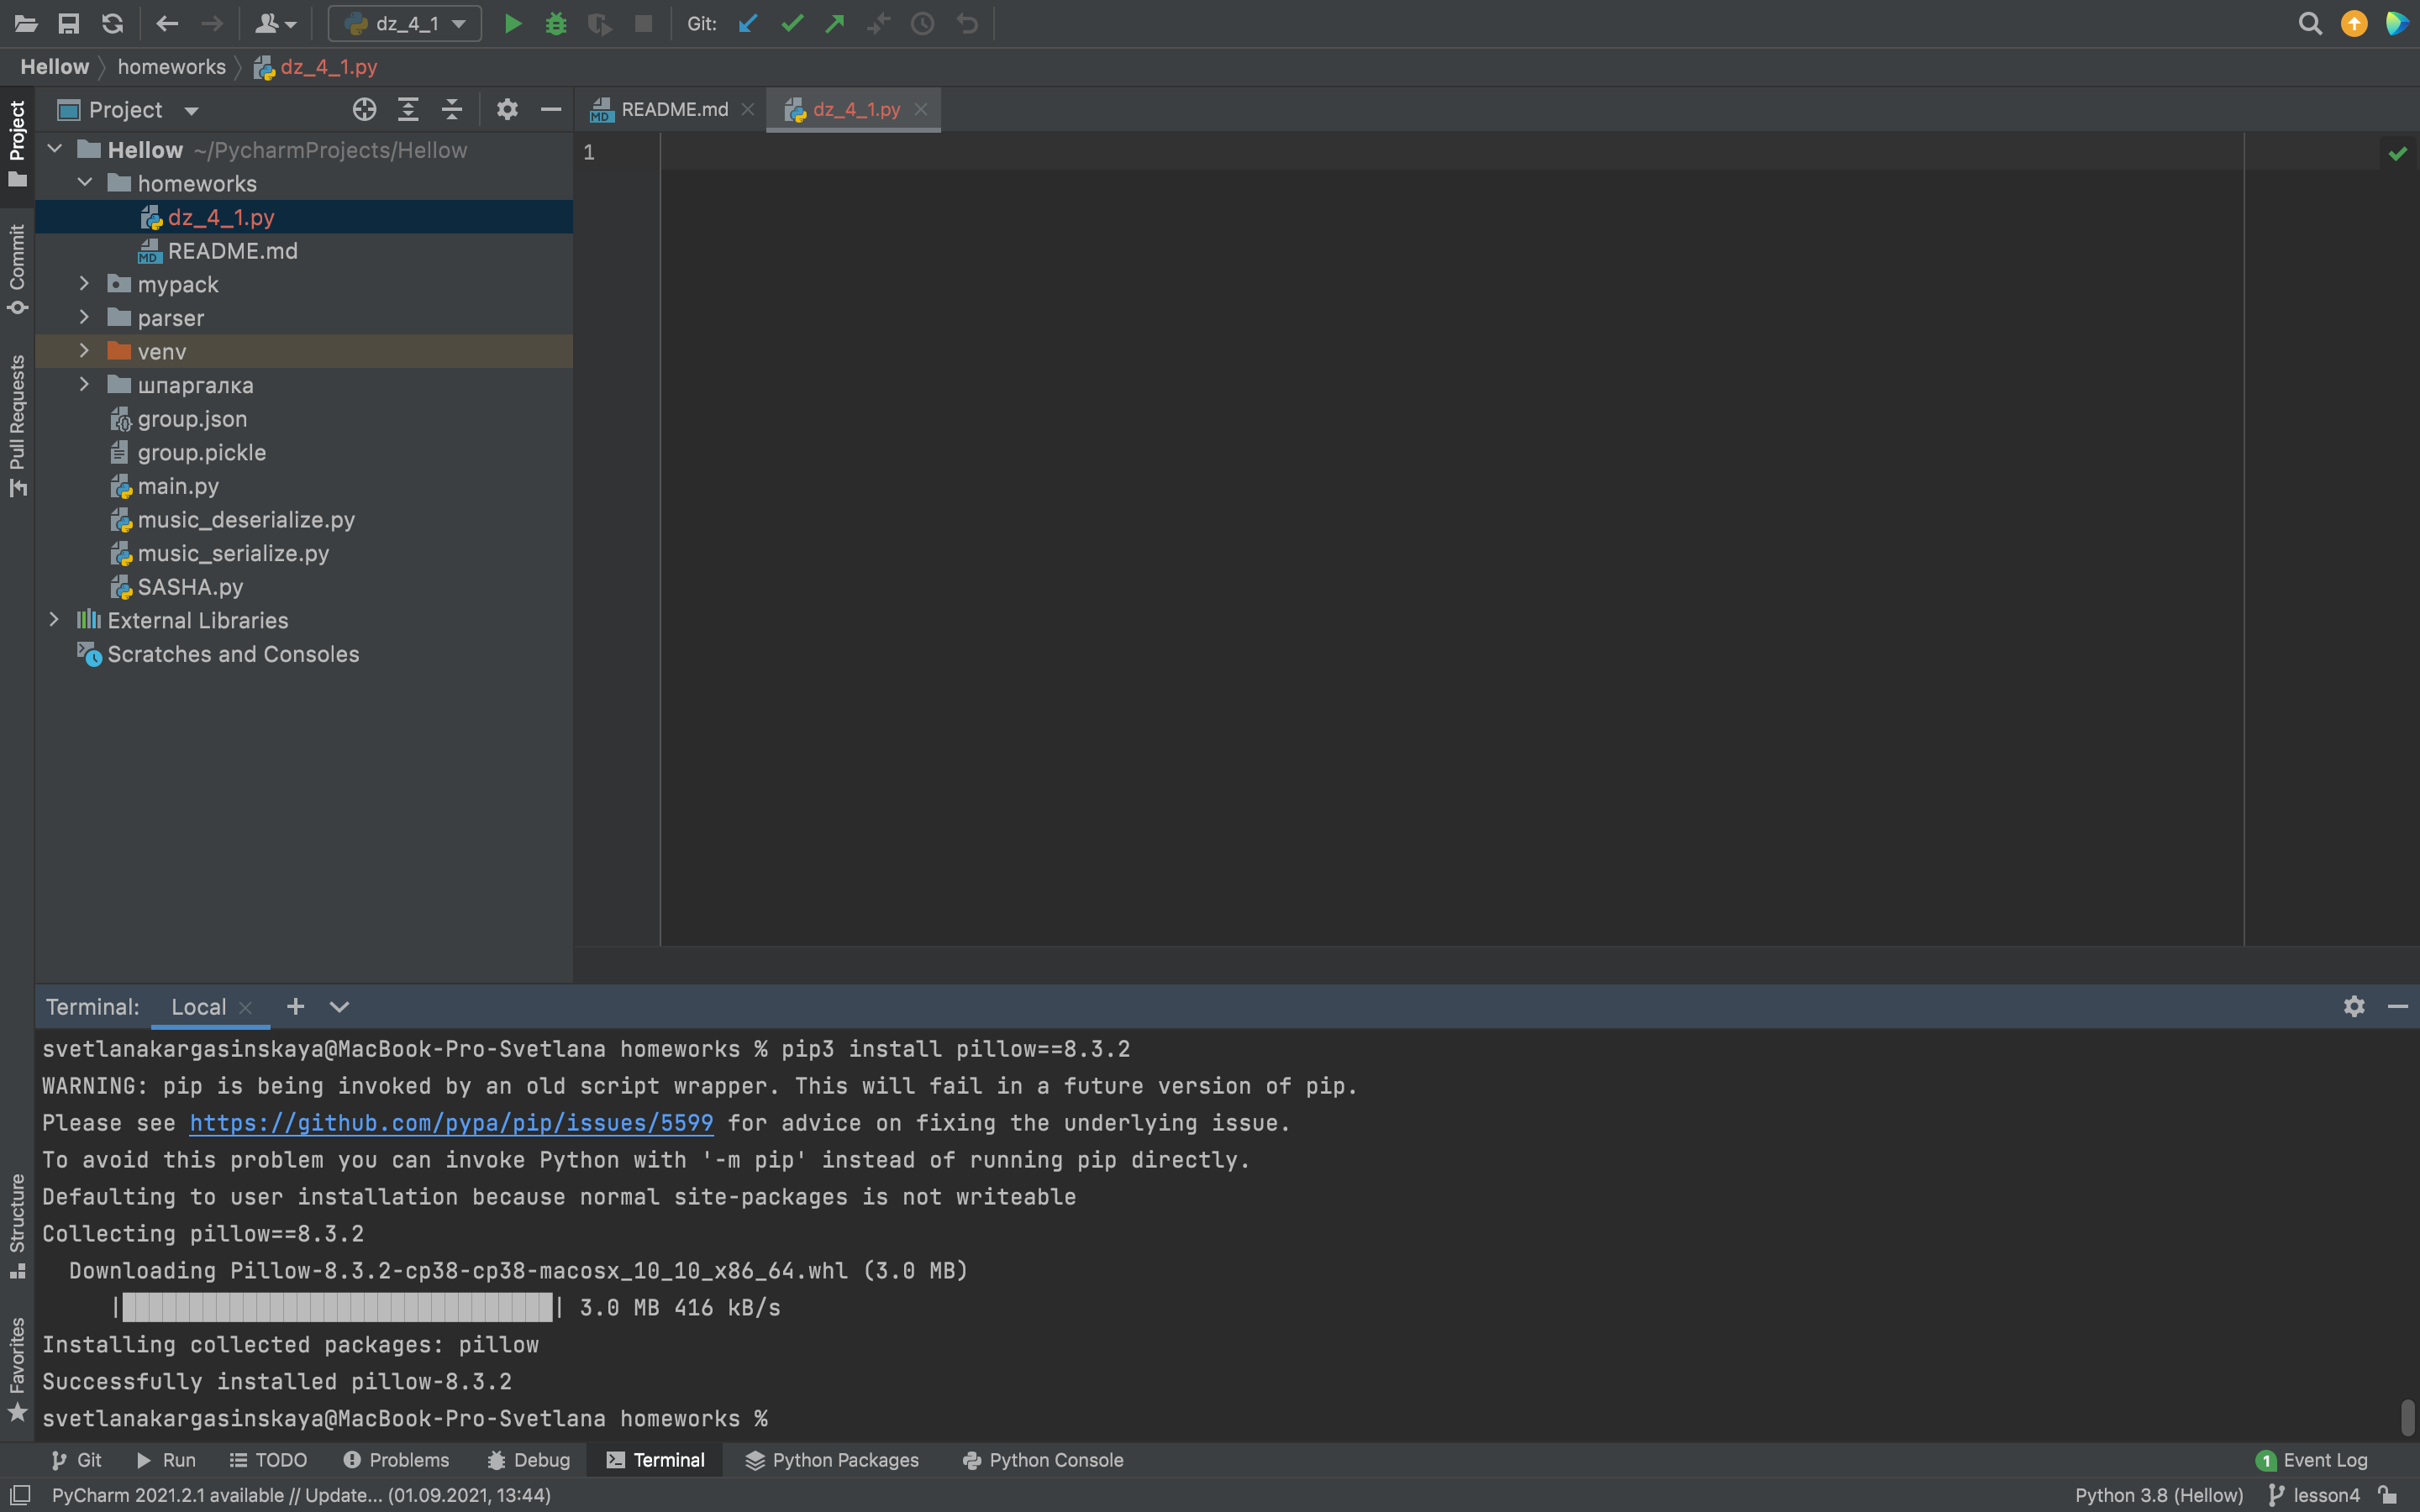 dz_4_1
Git:
Hellow
homeworks
dz_4_1.py
Project
README.md
dz_4_1.py
Project
Commit
Pull Requests
Structure
Favorites
Hellow ~/PycharmProjects/Hellow
homeworks
dz_4_1.py
README.md
mypack
parser
venv
шпаргалка
group.json
group.pickle
main.py
music_deserialize.py
music_serialize.py
SASHA.py
External Libraries
Scratches and Consoles
1
Terminal: Local
svetlanakargasinskaya@MacBook-Pro-Svetlana homeworks % pip3 install pillow==8.3.2
WARNING: pip is being invoked by an old script wrapper. This will fail in a future version of pip.
Please see https://github.com/pypa/pip/issues/5599 for advice on fixing the underlying issue.
To avoid this problem you can invoke Python with '-m pip' instead of running pip directly.
Defaulting to user installation because normal site-packages is not writeable
Collecting pillow==8.3.2
Downloading Pillow-8.3.2-cp38-cp38-macosx_10_10_x86_64.whl (3.0 MB)
|████████████████████████████████| 3.0 MB 416 kB/s
Installing collected packages: pillow
Successfully installed pillow-8.3.2
svetlanakargasinskaya@MacBook-Pro-Svetlana homeworks %
Git Run TODO Problems Debug Terminal Python Packages Python Console 1 Event Log
PyCharm 2021.2.1 available // Update... (01.09.2021, 13:44) Python 3.8 (Hellow) lesson4